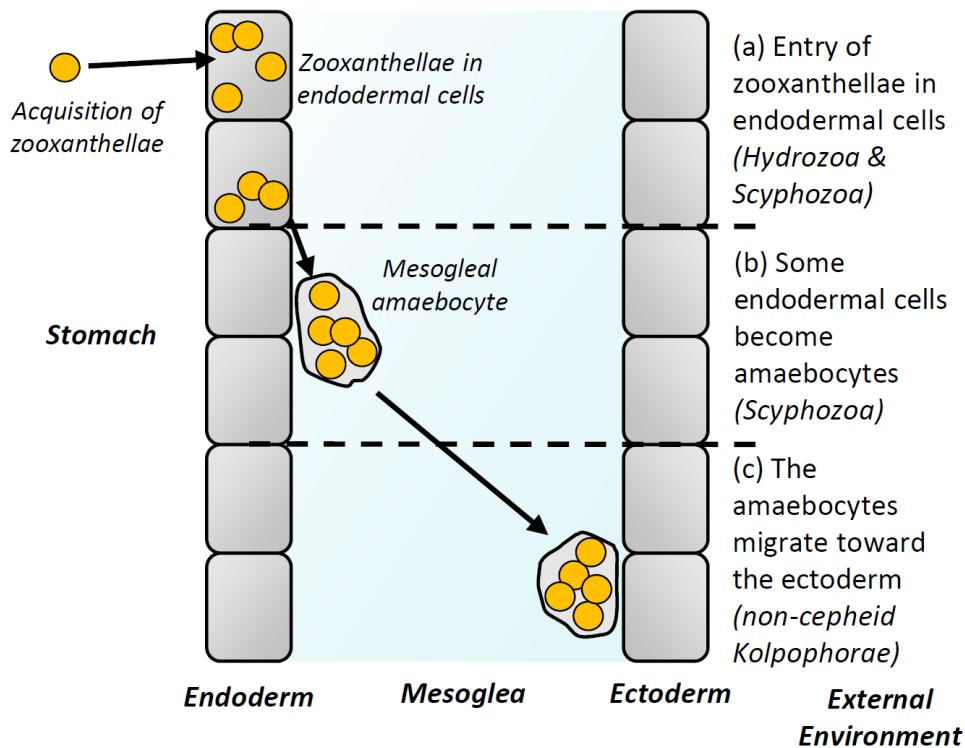 Acquisition of
zooxanthellae
Zooxanthellae in
endodermal cells
(a) Entry of
zooxanthellae in
endodermal cells
(Hydrozoa &
Scyphozoa)
Mesogleal
amaebocyte
(b) Some
endodermal cells
become
amaebocytes
(Scyphozoa)
Stomach
(c) The
amaebocytes
migrate toward
the ectoderm
(non-cepheid
Kolpophorae)
Endoderm
Mesoglea
Ectoderm
External
Environment